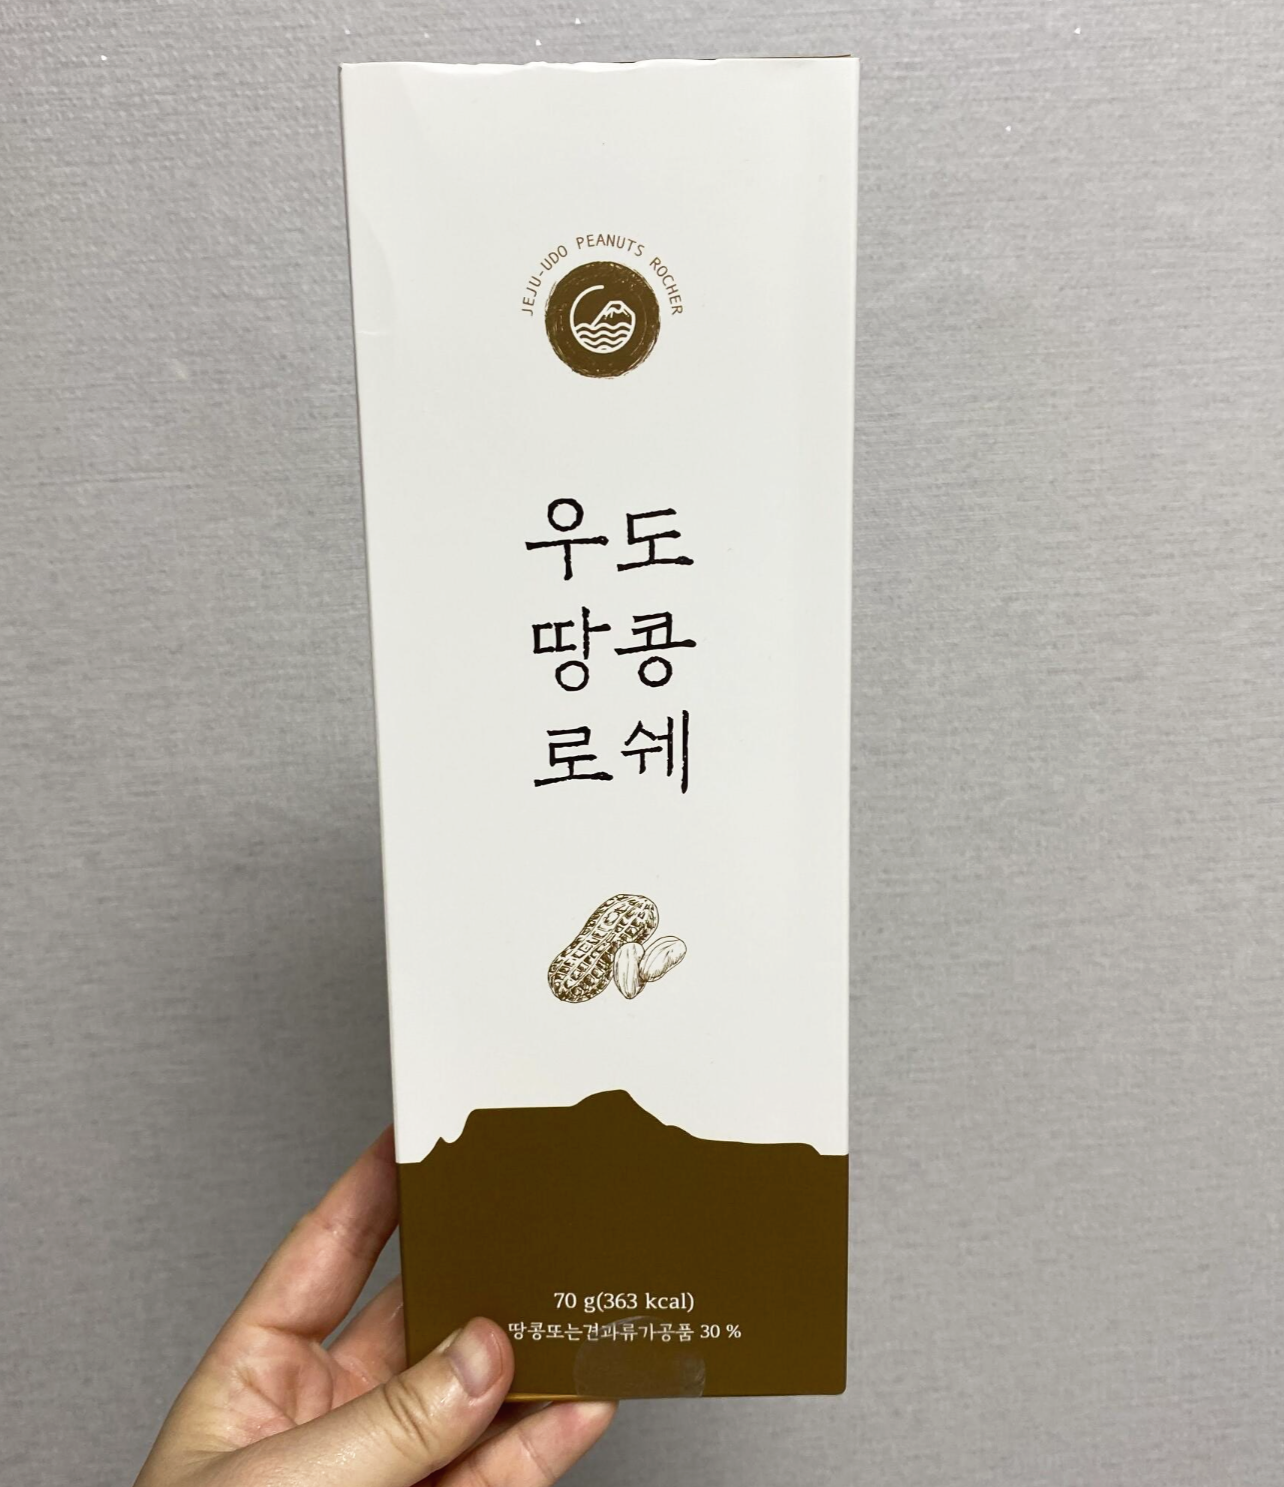 JEJU-UDO PEANUTS ROCHER
우도
땅콩
로쉐
70 g(363 kcal)
땅콩또는견과류가공품 30 %